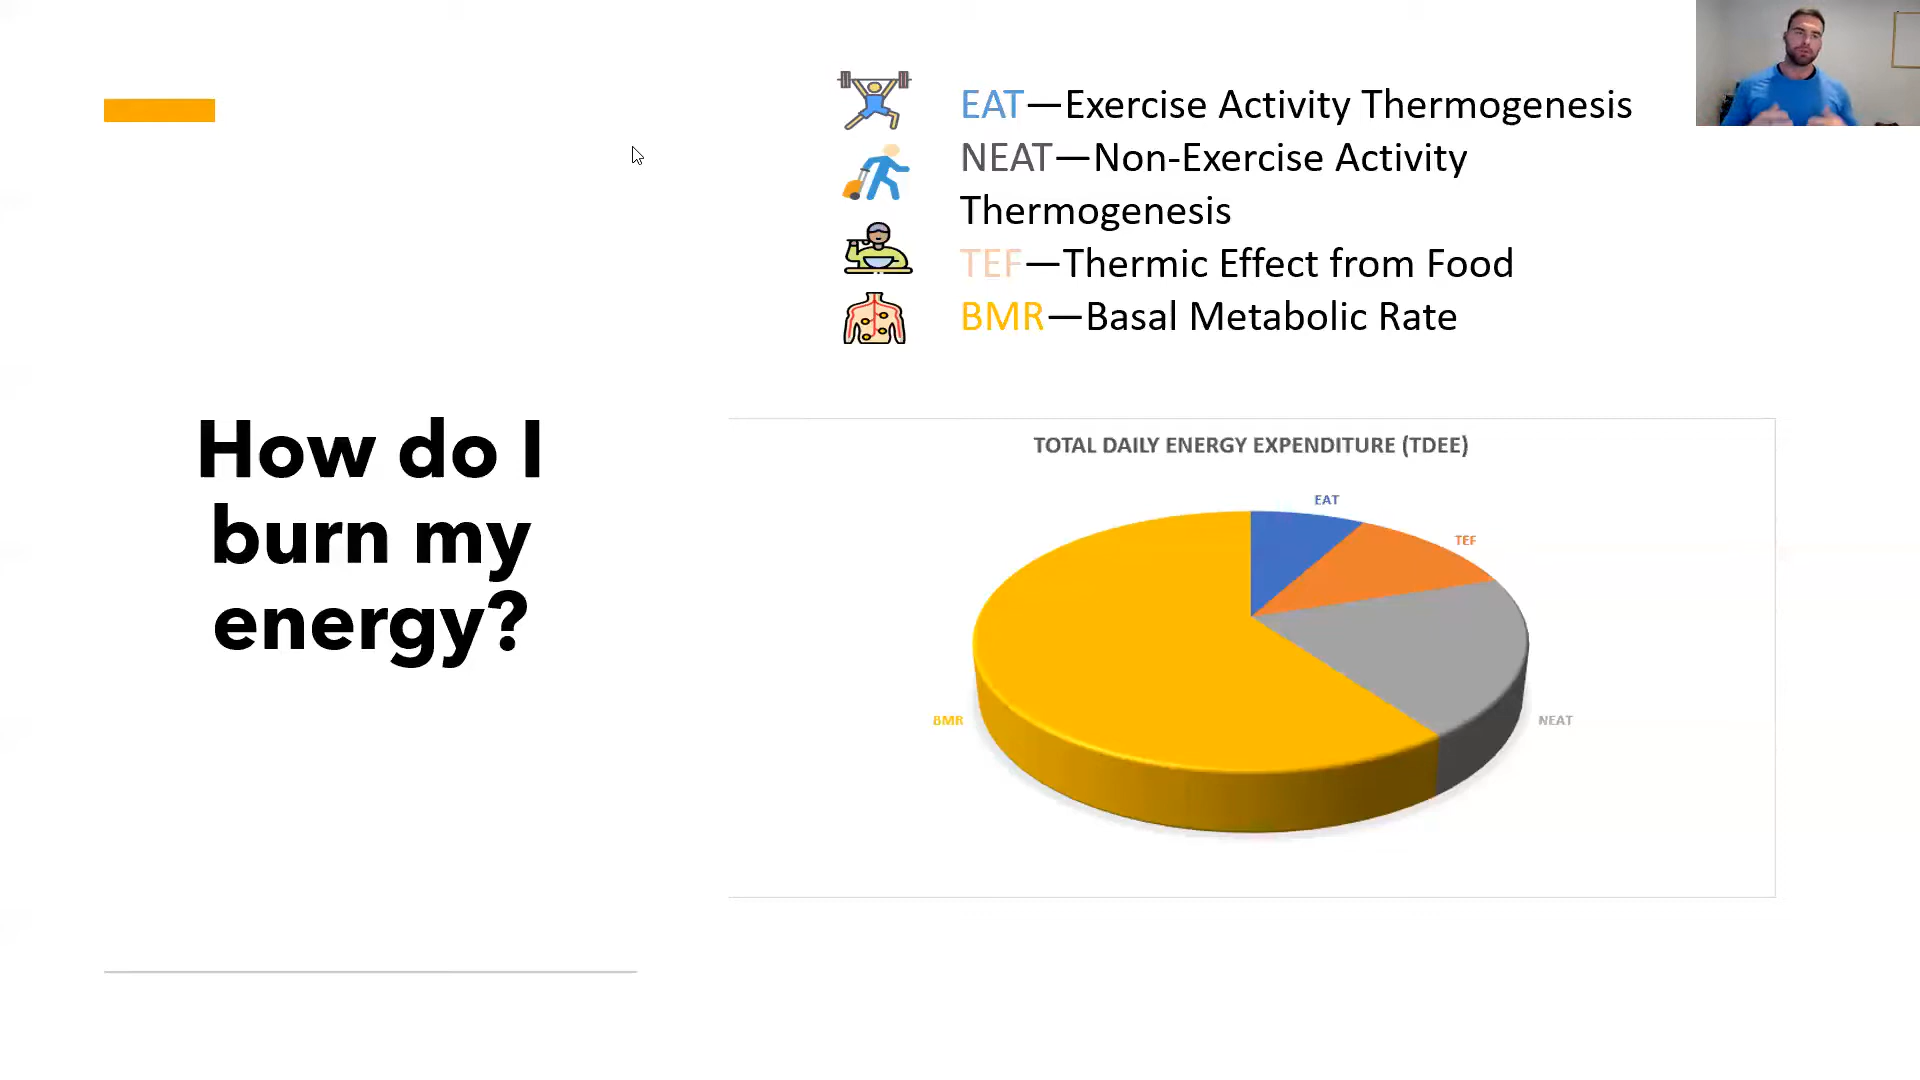 How do I
burn my
energy?
EAT—Exercise Activity Thermogenesis
NEAT—Non-Exercise Activity
Thermogenesis
TEF—Thermic Effect from Food
BMR—Basal Metabolic Rate
TOTAL DAILY ENERGY EXPENDITURE (TDEE)
EAT
TEF
BMR
NEAT